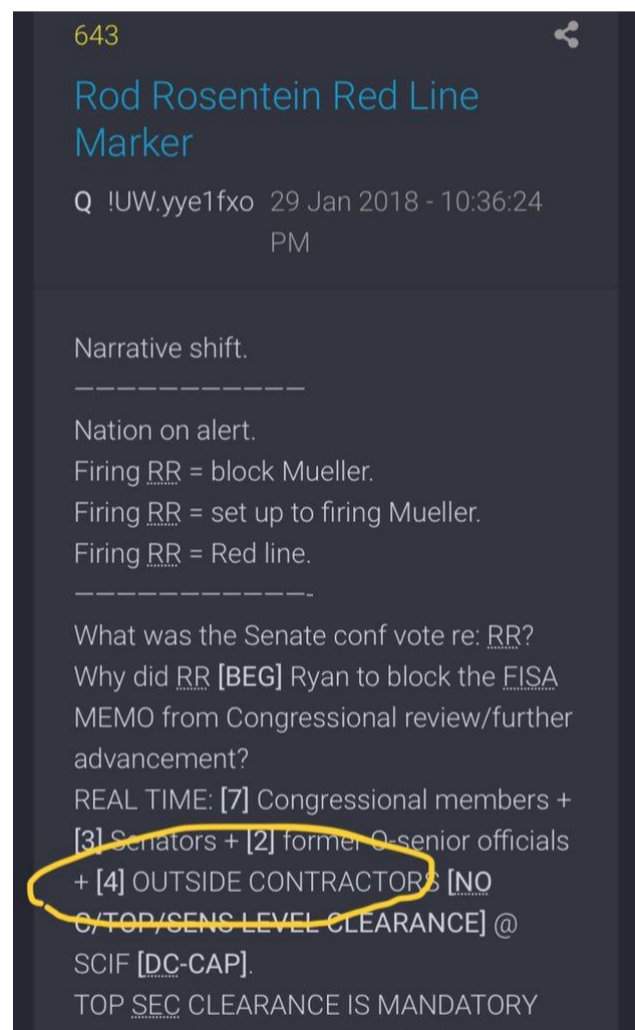 643
Rod Rosentein Red Line
Marker
Q !UW.yye1fxo 29 Jan 2018 - 10:36:24
PM
Narrative shift.
———————————
Nation on alert.
Firing RR = block Mueller.
Firing RR = set up to firing Mueller.
Firing RR = Red line.
———————————-
What was the Senate conf vote re: RR?
Why did RR [BEG] Ryan to block the FISA
MEMO from Congressional review/further
advancement?
REAL TIME: [7] Congressional members +
[3] Senators + [2] former O-senior officials
+ [4] OUTSIDE CONTRACTORS [NO
C/TOP/SENS LEVEL CLEARANCE] @
SCIF [DC-CAP].
TOP SEC CLEARANCE IS MANDATORY